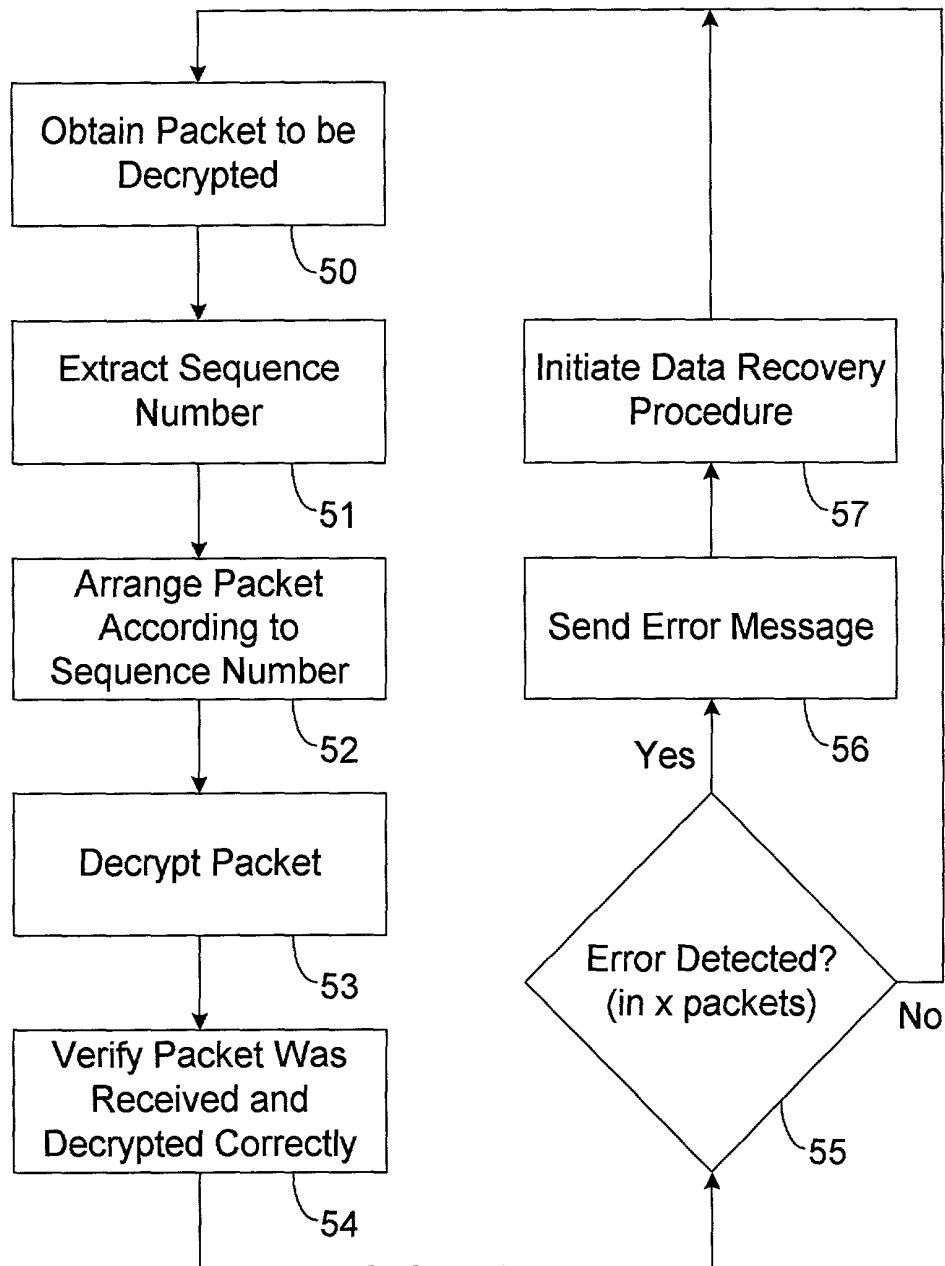 Obtain Packet to be
Decrypted
50
Extract Sequence
Number
51
Arrange Packet
According to
Sequence Number
52
Decrypt Packet
53
Verify Packet Was
Received and
Decrypted Correctly
54
Initiate Data Recovery
Procedure
57
Send Error Message
56
Yes
Error Detected?
(in x packets)
No
55